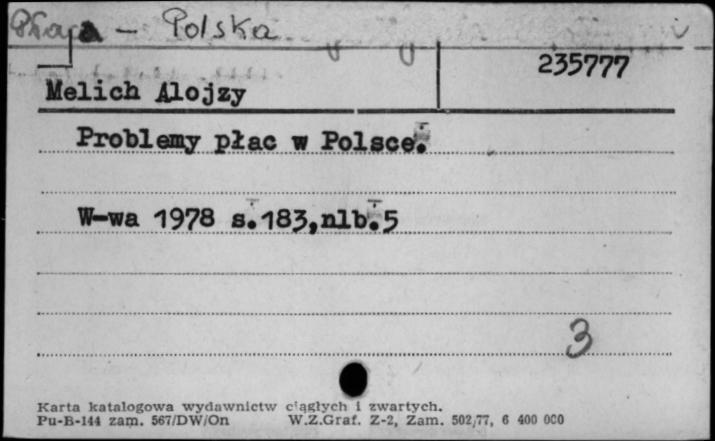 Płaca - Polska
235777
Melich Alojzy
Problemy płac w Polsce.
W-wa 1978 s.183,nlb.5
3
Karta katalogowa wydawnictw ciągłych i zwartych.
Pu-B-144 zam. 567/DW/On W.Z.Graf. Z-2, Zam. 502/77, 6 400 000